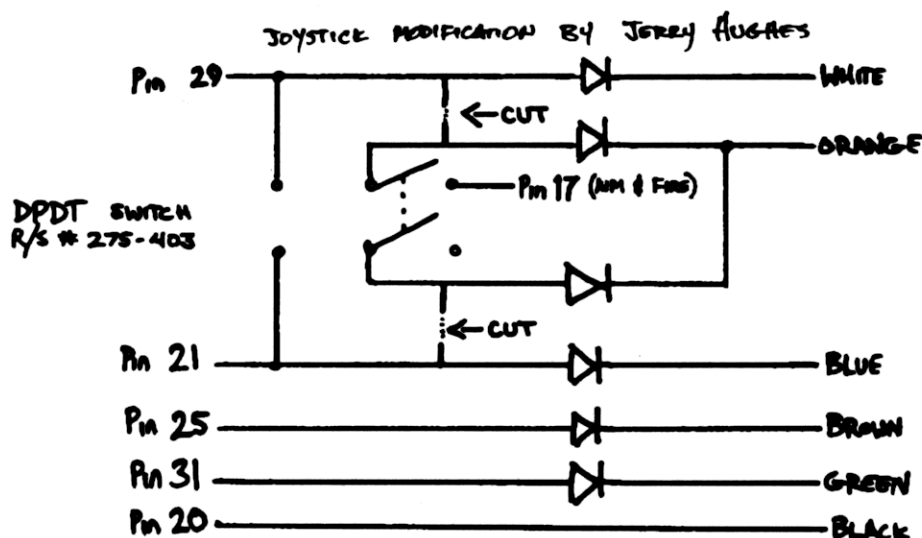 JOYSTICK MODIFICATION BY JERRY HUGHES
Pin 29
WHITE
←CUT
ORANGE
Pin 17 (NM & FIRE)
DPDT SWITCH
R/S # 275-403
←CUT
Pin 21
BLUE
Pin 25
BROWN
Pin 31
GREEN
Pin 20
BLACK